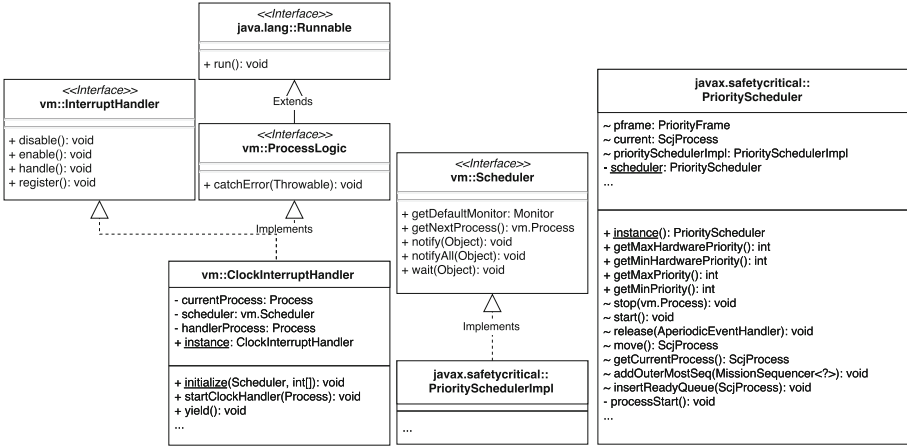 <<Interface>>
java.lang::Runnable
+ run(): void
Extends
<<Interface>>
vm::InterruptHandler
+ disable(): void
+ enable(): void
+ handle(): void
+ register(): void
<<Interface>>
vm::ProcessLogic
+ catchError(Throwable): void
Implements
vm::ClockInterruptHandler
- currentProcess: Process
- scheduler: vm.Scheduler
- handlerProcess: Process
+ instance: ClockInterruptHandler
+ initialize(Scheduler, int[]): void
+ startClockHandler(Process): void
+ yield(): void
...
<<Interface>>
vm::Scheduler
+ getDefaultMonitor: Monitor
+ getNextProcess(): vm.Process
+ notify(Object): void
+ notifyAll(Object): void
+ wait(Object): void
Implements
javax.safetycritical::
PrioritySchedulerImpl
...
javax.safetycritical::
PriorityScheduler
~ pframe: PriorityFrame
~ current: ScjProcess
~ prioritySchedulerImpl: PrioritySchedulerImpl
- scheduler: PriorityScheduler
...
+ instance(): PriorityScheduler
+ getMaxHardwarePriority(): int
+ getMinHardwarePriority(): int
+ getMaxPriority(): int
+ getMinPriority(): int
~ stop(vm.Process): void
~ start(): void
~ release(AperiodicEventHandler): void
~ move(): ScjProcess
~ getCurrentProcess(): ScjProcess
~ addOuterMostSeq(MissionSequencer<?>): void
~ insertReadyQueue(ScjProcess): void
- processStart(): void
...